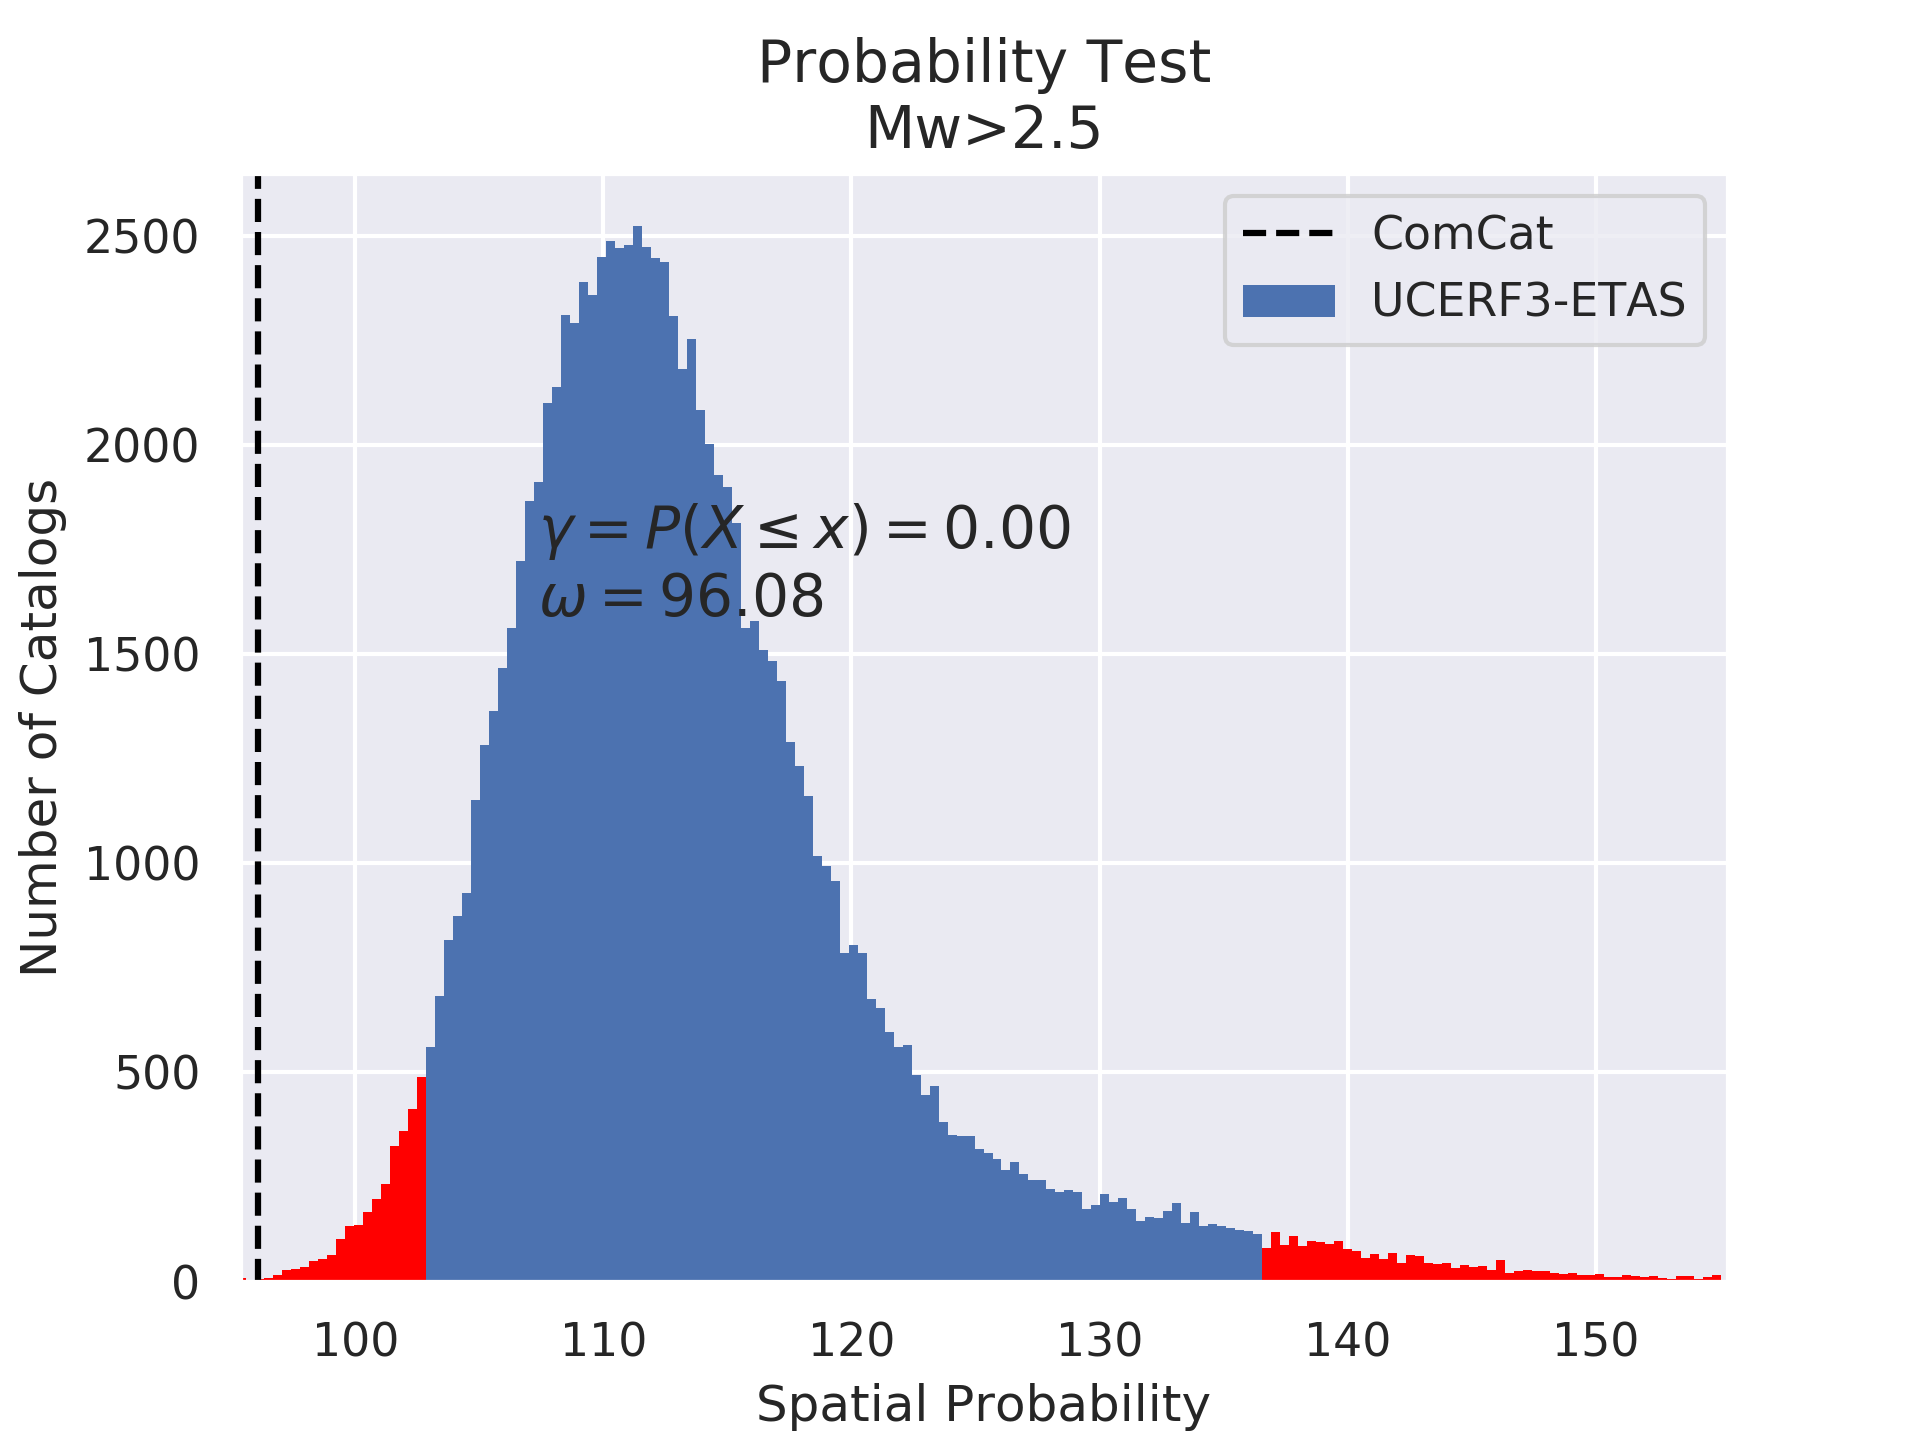 Probability Test
Mw>2.5
ComCat
UCERF3-ETAS
γ = P(X ≤ x) = 0.00
ω = 96.08
Number of Catalogs
2500
2000
1500
1000
500
0
100 110 120 130 140 150
Spatial Probability